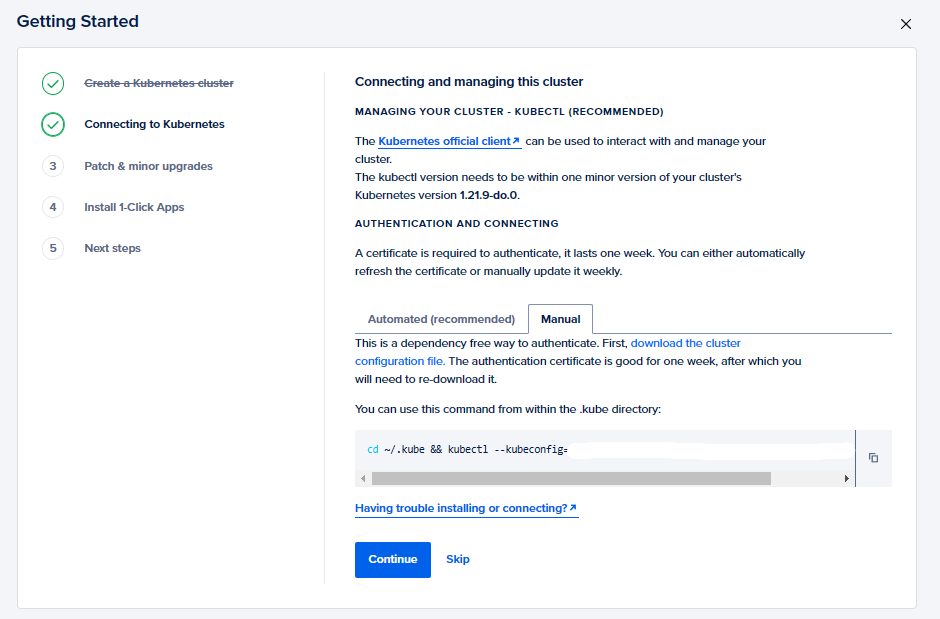 Getting Started
Create a Kubernetes cluster
Connecting to Kubernetes
3 Patch & minor upgrades
4 Install 1-Click Apps
5 Next steps
Connecting and managing this cluster
MANAGING YOUR CLUSTER - KUBECTL (RECOMMENDED)
The Kubernetes official client can be used to interact with and manage your
cluster.
The kubectl version needs to be within one minor version of your cluster's
Kubernetes version 1.21.9-do.0.
AUTHENTICATION AND CONNECTING
A certificate is required to authenticate, it lasts one week. You can either automatically
refresh the certificate or manually update it weekly.
Automated (recommended) Manual
This is a dependency free way to authenticate. First, download the cluster
configuration file. The authentication certificate is good for one week, after which you
will need to re-download it.
You can use this command from within the .kube directory:
cd ~/.kube && kubectl --kubeconfig=
Having trouble installing or connecting?
Continue Skip